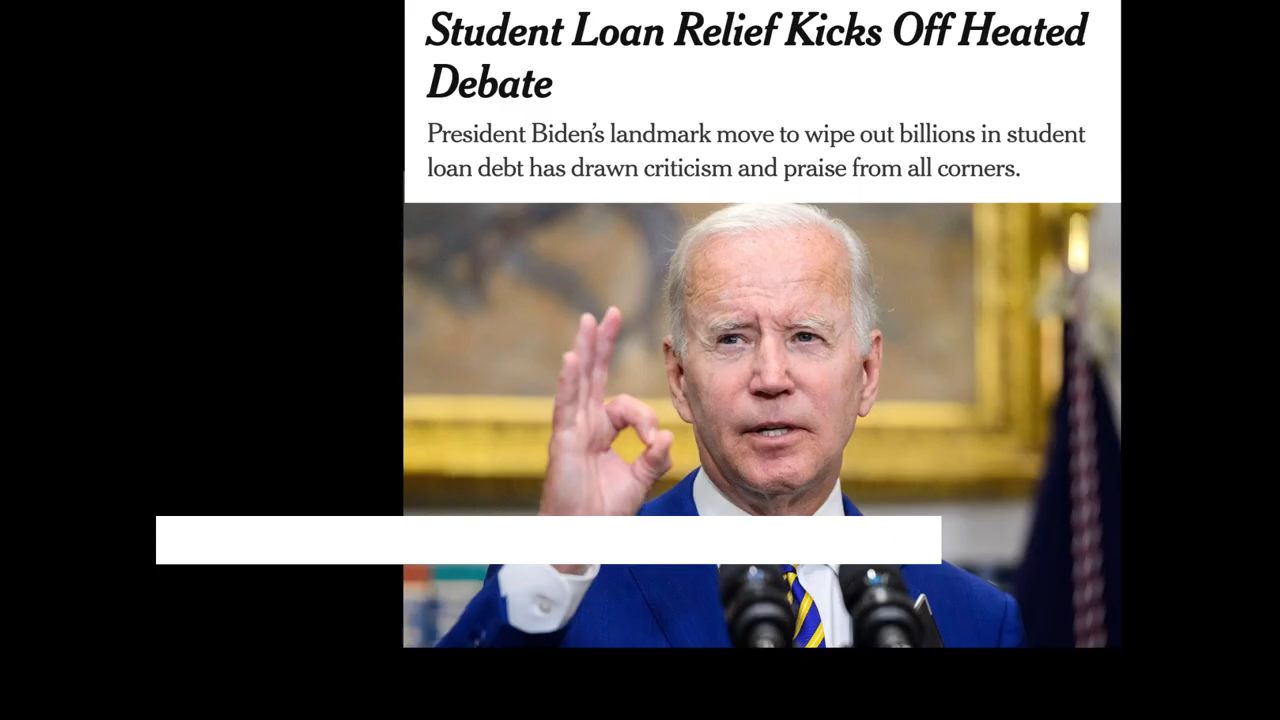 Student Loan Relief Kicks Off Heated
Debate
President Biden's landmark move to wipe out billions in student
loan debt has drawn criticism and praise from all corners.